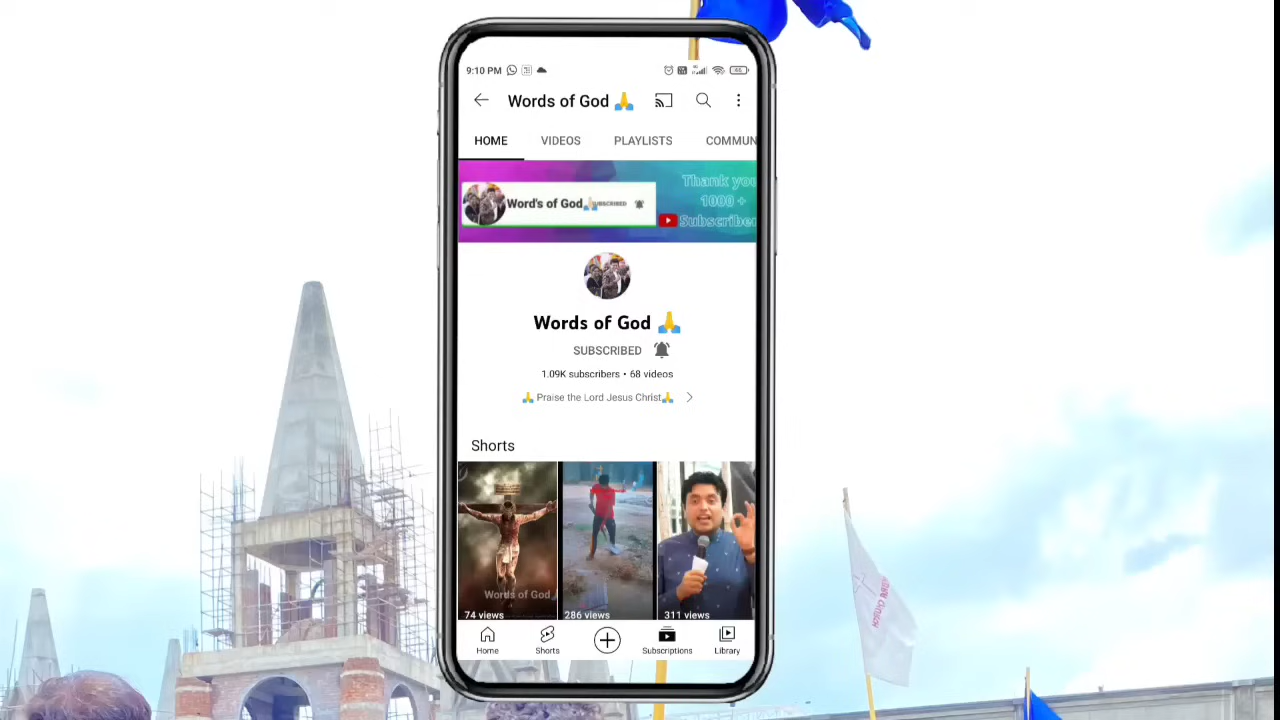 9:10 PM
Words of God 🙏
HOME VIDEOS PLAYLISTS COMMUN
Word's of God🙏 SUBSCRIBED
Thank you
1000 +
Subscriber
Words of God 🙏
SUBSCRIBED
1.09K subscribers • 68 videos
🙏 Praise the Lord Jesus Christ🙏
Shorts
Words of God
74 views 286 views 311 views
Home Shorts Subscriptions Library